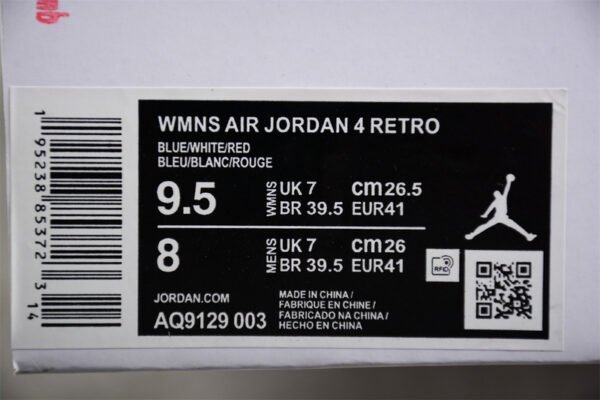 mb
WMNS AIR JORDAN 4 RETRO
BLUE/WHITE/RED
BLEU/BLANC/ROUGE
9.5 WMNS UK 7 cm 26.5
BR 39.5 EUR41
8 MENS UK 7 cm 26
BR 39.5 EUR41
RFID
JORDAN.COM
AQ9129 003
MADE IN CHINA/
FABRIQUE EN CHINE/
FABRICADO NA CHINA/
HECHO EN CHINA
1 95238 85372 3 14